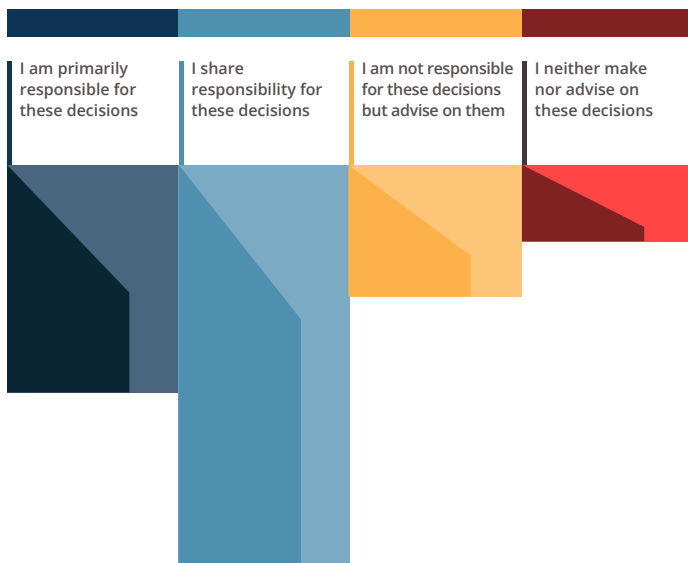 I am primarily
responsible for
these decisions
I share
responsibility for
these decisions
I am not responsible
for these decisions
but advise on them
I neither make
nor advise on
these decisions